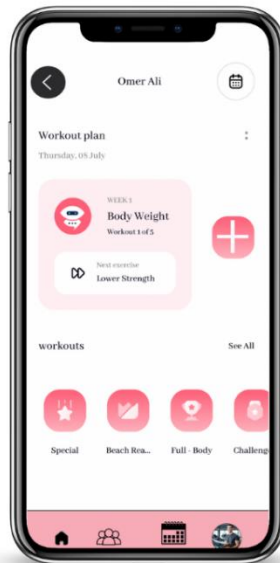 Omer Ali
Workout plan
Thursday, 08 July
WEEK 1
Body Weight
Workout 1 of 5
Next exercise
Lower Strength
workouts
See All
Special
Beach Rea...
Full - Body
Challeng